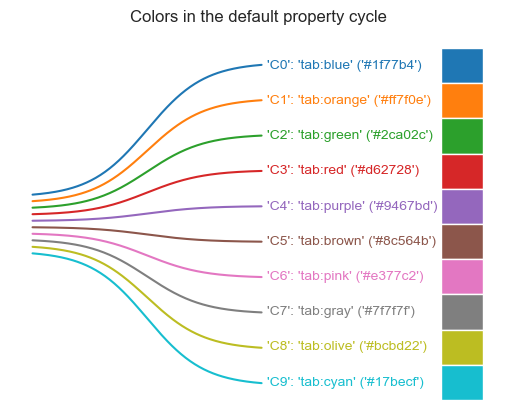 Colors in the default property cycle
'C0': 'tab:blue' ('#1f77b4')
'C1': 'tab:orange' ('#ff7f0e')
'C2': 'tab:green' ('#2ca02c')
'C3': 'tab:red' ('#d62728')
'C4': 'tab:purple' ('#9467bd')
'C5': 'tab:brown' ('#8c564b')
'C6': 'tab:pink' ('#e377c2')
'C7': 'tab:gray' ('#7f7f7f')
'C8': 'tab:olive' ('#bcbd22')
'C9': 'tab:cyan' ('#17becf')